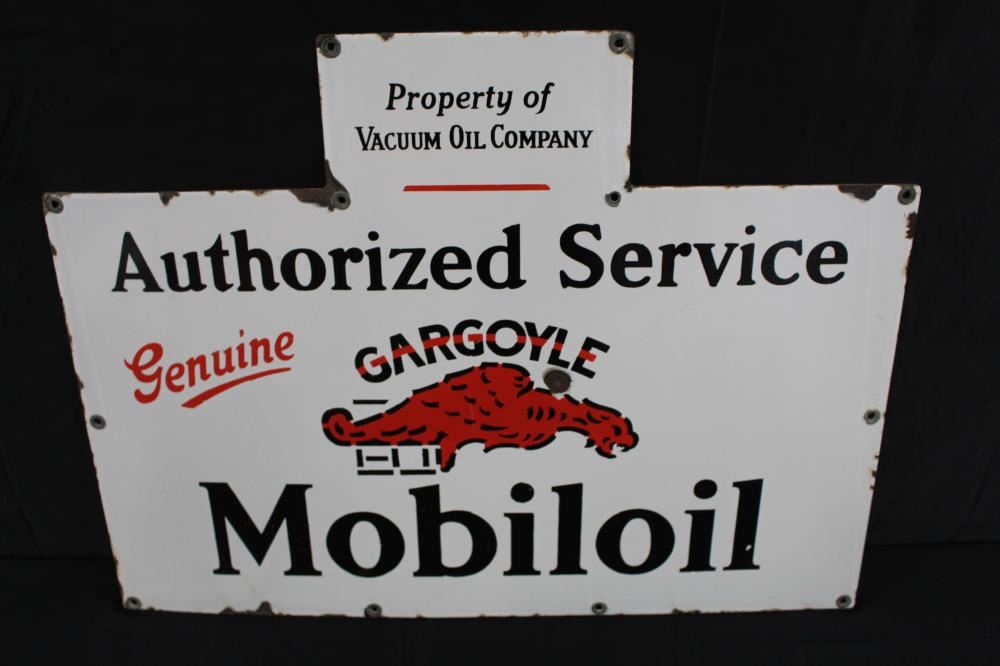 Property of
VACUUM OIL COMPANY
Authorized Service
Genuine
GARGOYLE
Mobiloil